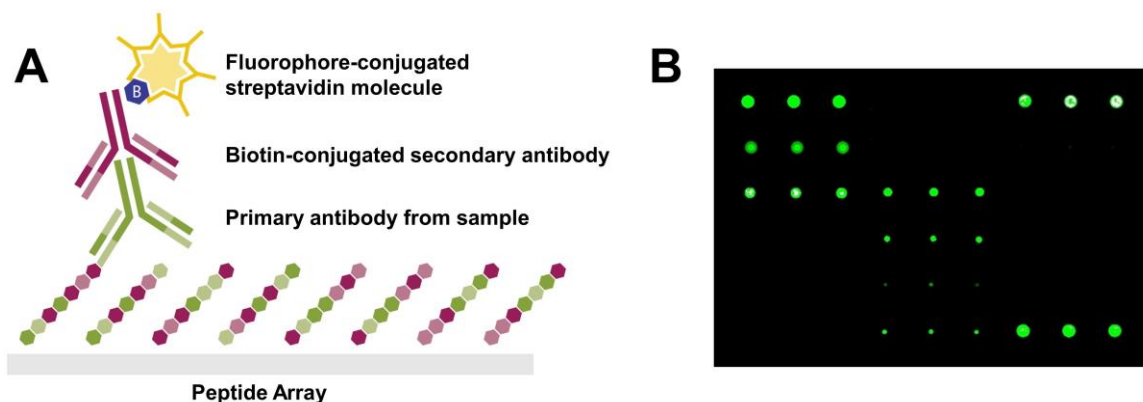 A
Fluorophore-conjugated
streptavidin molecule
B
Biotin-conjugated secondary antibody
Primary antibody from sample
Peptide Array
B